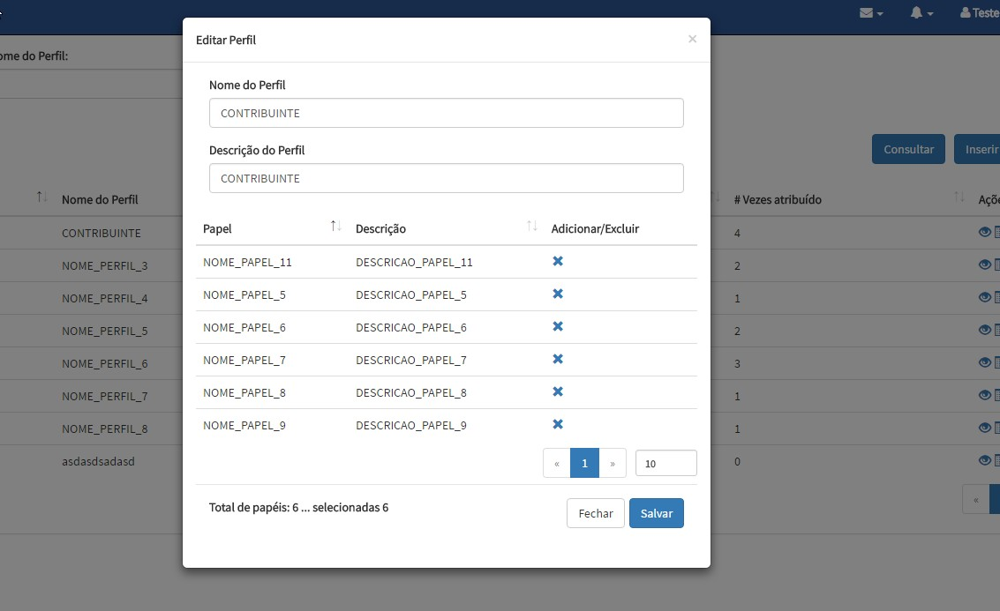 Teste
ome do Perfil:
Consultar
Inserir
Nome do Perfil
# Vezes atribuído
Açõe
CONTRIBUINTE
4
NOME_PERFIL_3
2
NOME_PERFIL_4
1
NOME_PERFIL_5
2
NOME_PERFIL_6
3
NOME_PERFIL_7
1
NOME_PERFIL_8
1
asdasdsadasd
0
«
Editar Perfil
×
Nome do Perfil
CONTRIBUINTE
Descrição do Perfil
CONTRIBUINTE
Papel Descrição Adicionar/Excluir
NOME_PAPEL_11 DESCRICAO_PAPEL_11
NOME_PAPEL_5 DESCRICAO_PAPEL_5
NOME_PAPEL_6 DESCRICAO_PAPEL_6
NOME_PAPEL_7 DESCRICAO_PAPEL_7
NOME_PAPEL_8 DESCRICAO_PAPEL_8
NOME_PAPEL_9 DESCRICAO_PAPEL_9
« 1 » 10
Total de papéis: 6 ... selecionadas 6
Fechar Salvar